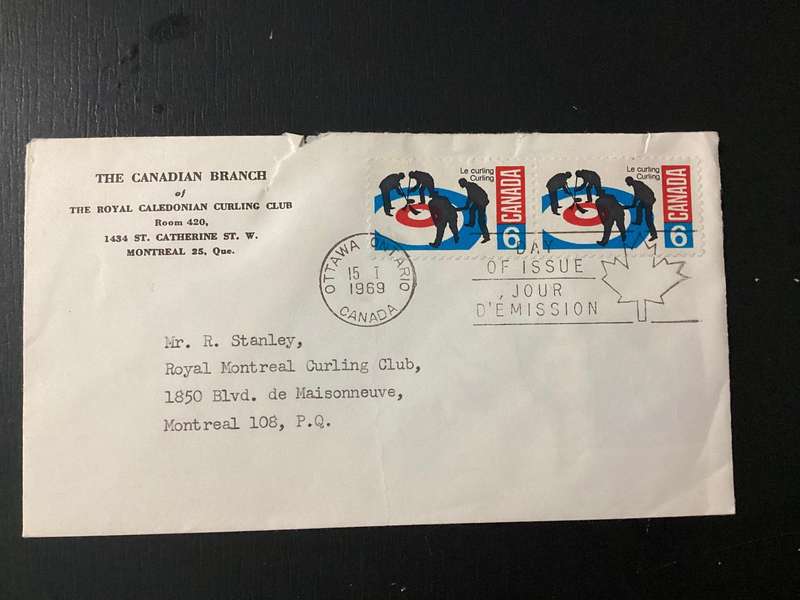 THE CANADIAN BRANCH
of
THE ROYAL CALEDONIAN CURLING CLUB
Room 420,
1434 ST. CATHERINE ST. W.
MONTREAL 25, Que.
Le curling
Curling
CANADA
6
Le curling
Curling
CANADA
6
OTTAWA ONTARIO
15 I
1969
CANADA
DAY
OF ISSUE
JOUR
D'ÉMISSION
Mr. R. Stanley,
Royal Montreal Curling Club,
1850 Blvd. de Maisonneuve,
Montreal 108, P.Q.